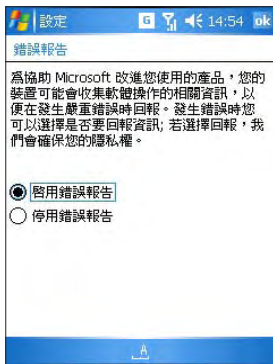 設定 G 14:54 ok
錯誤報告
為協助 Microsoft 改進您使用的產品，您的
裝置可能會收集軟體操作的相關資訊，以
便在發生嚴重錯誤時回報。發生錯誤時您
可以選擇是否要回報資訊; 若選擇回報，我
們會確保您的隱私權。
啓用錯誤報告
停用錯誤報告
A